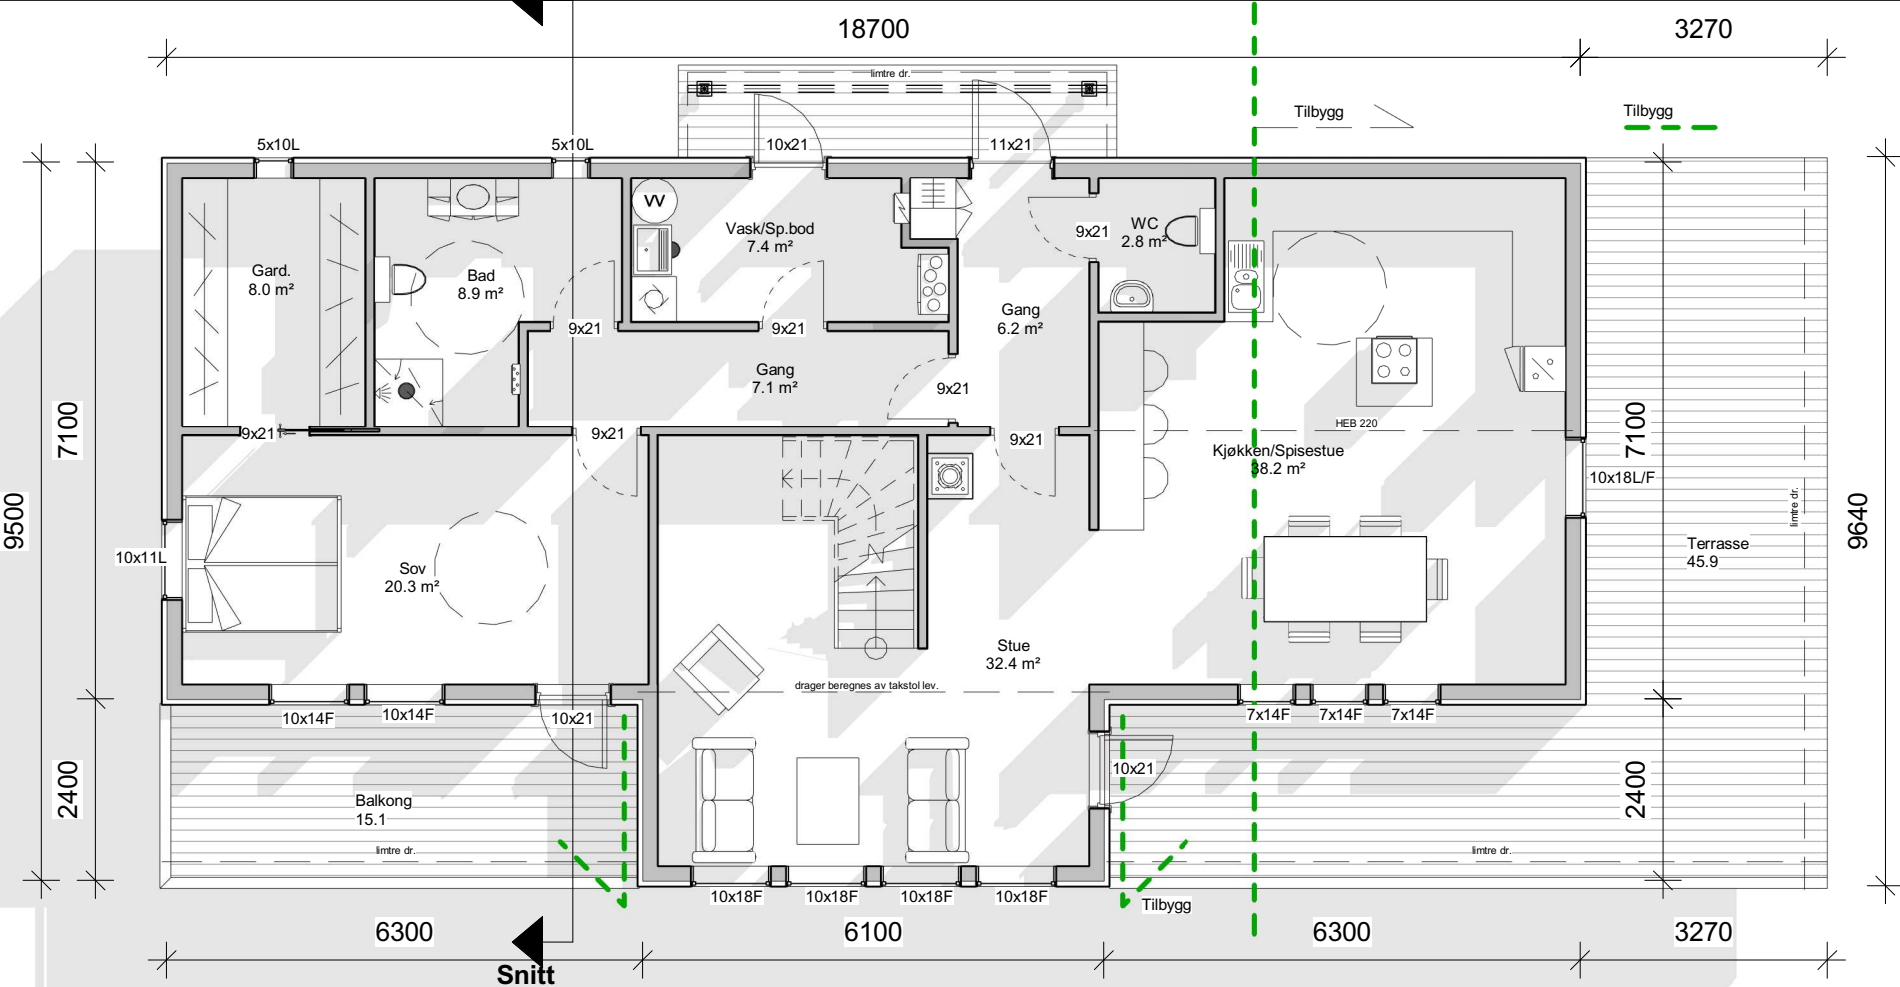 18700
3270
limtre dr.
Tilbygg
Tilbygg
5x10L
5x10L
10x21
11x21
VV
Vask/Sp.bod
7.4 m²
WC
2.8 m²
9x21
Gard.
8.0 m²
Bad
8.9 m²
Gang
6.2 m²
9x21
9x21
Gang
7.1 m²
9x21
7100
7100
HEB 220
9x21
9x21
9x21
Kjøkken/Spisestue
38.2 m²
10x18L/F
limtre dr.
9500
9640
10x11L
Sov
20.3 m²
Terrasse
45.9
Stue
32.4 m²
drager beregnes av takstol lev.
10x14F
10x14F
10x21
7x14F
7x14F
7x14F
10x21
2400
2400
Balkong
15.1
limtre dr.
limtre dr.
10x18F
10x18F
10x18F
10x18F
Tilbygg
6300
6100
6300
3270
Snitt